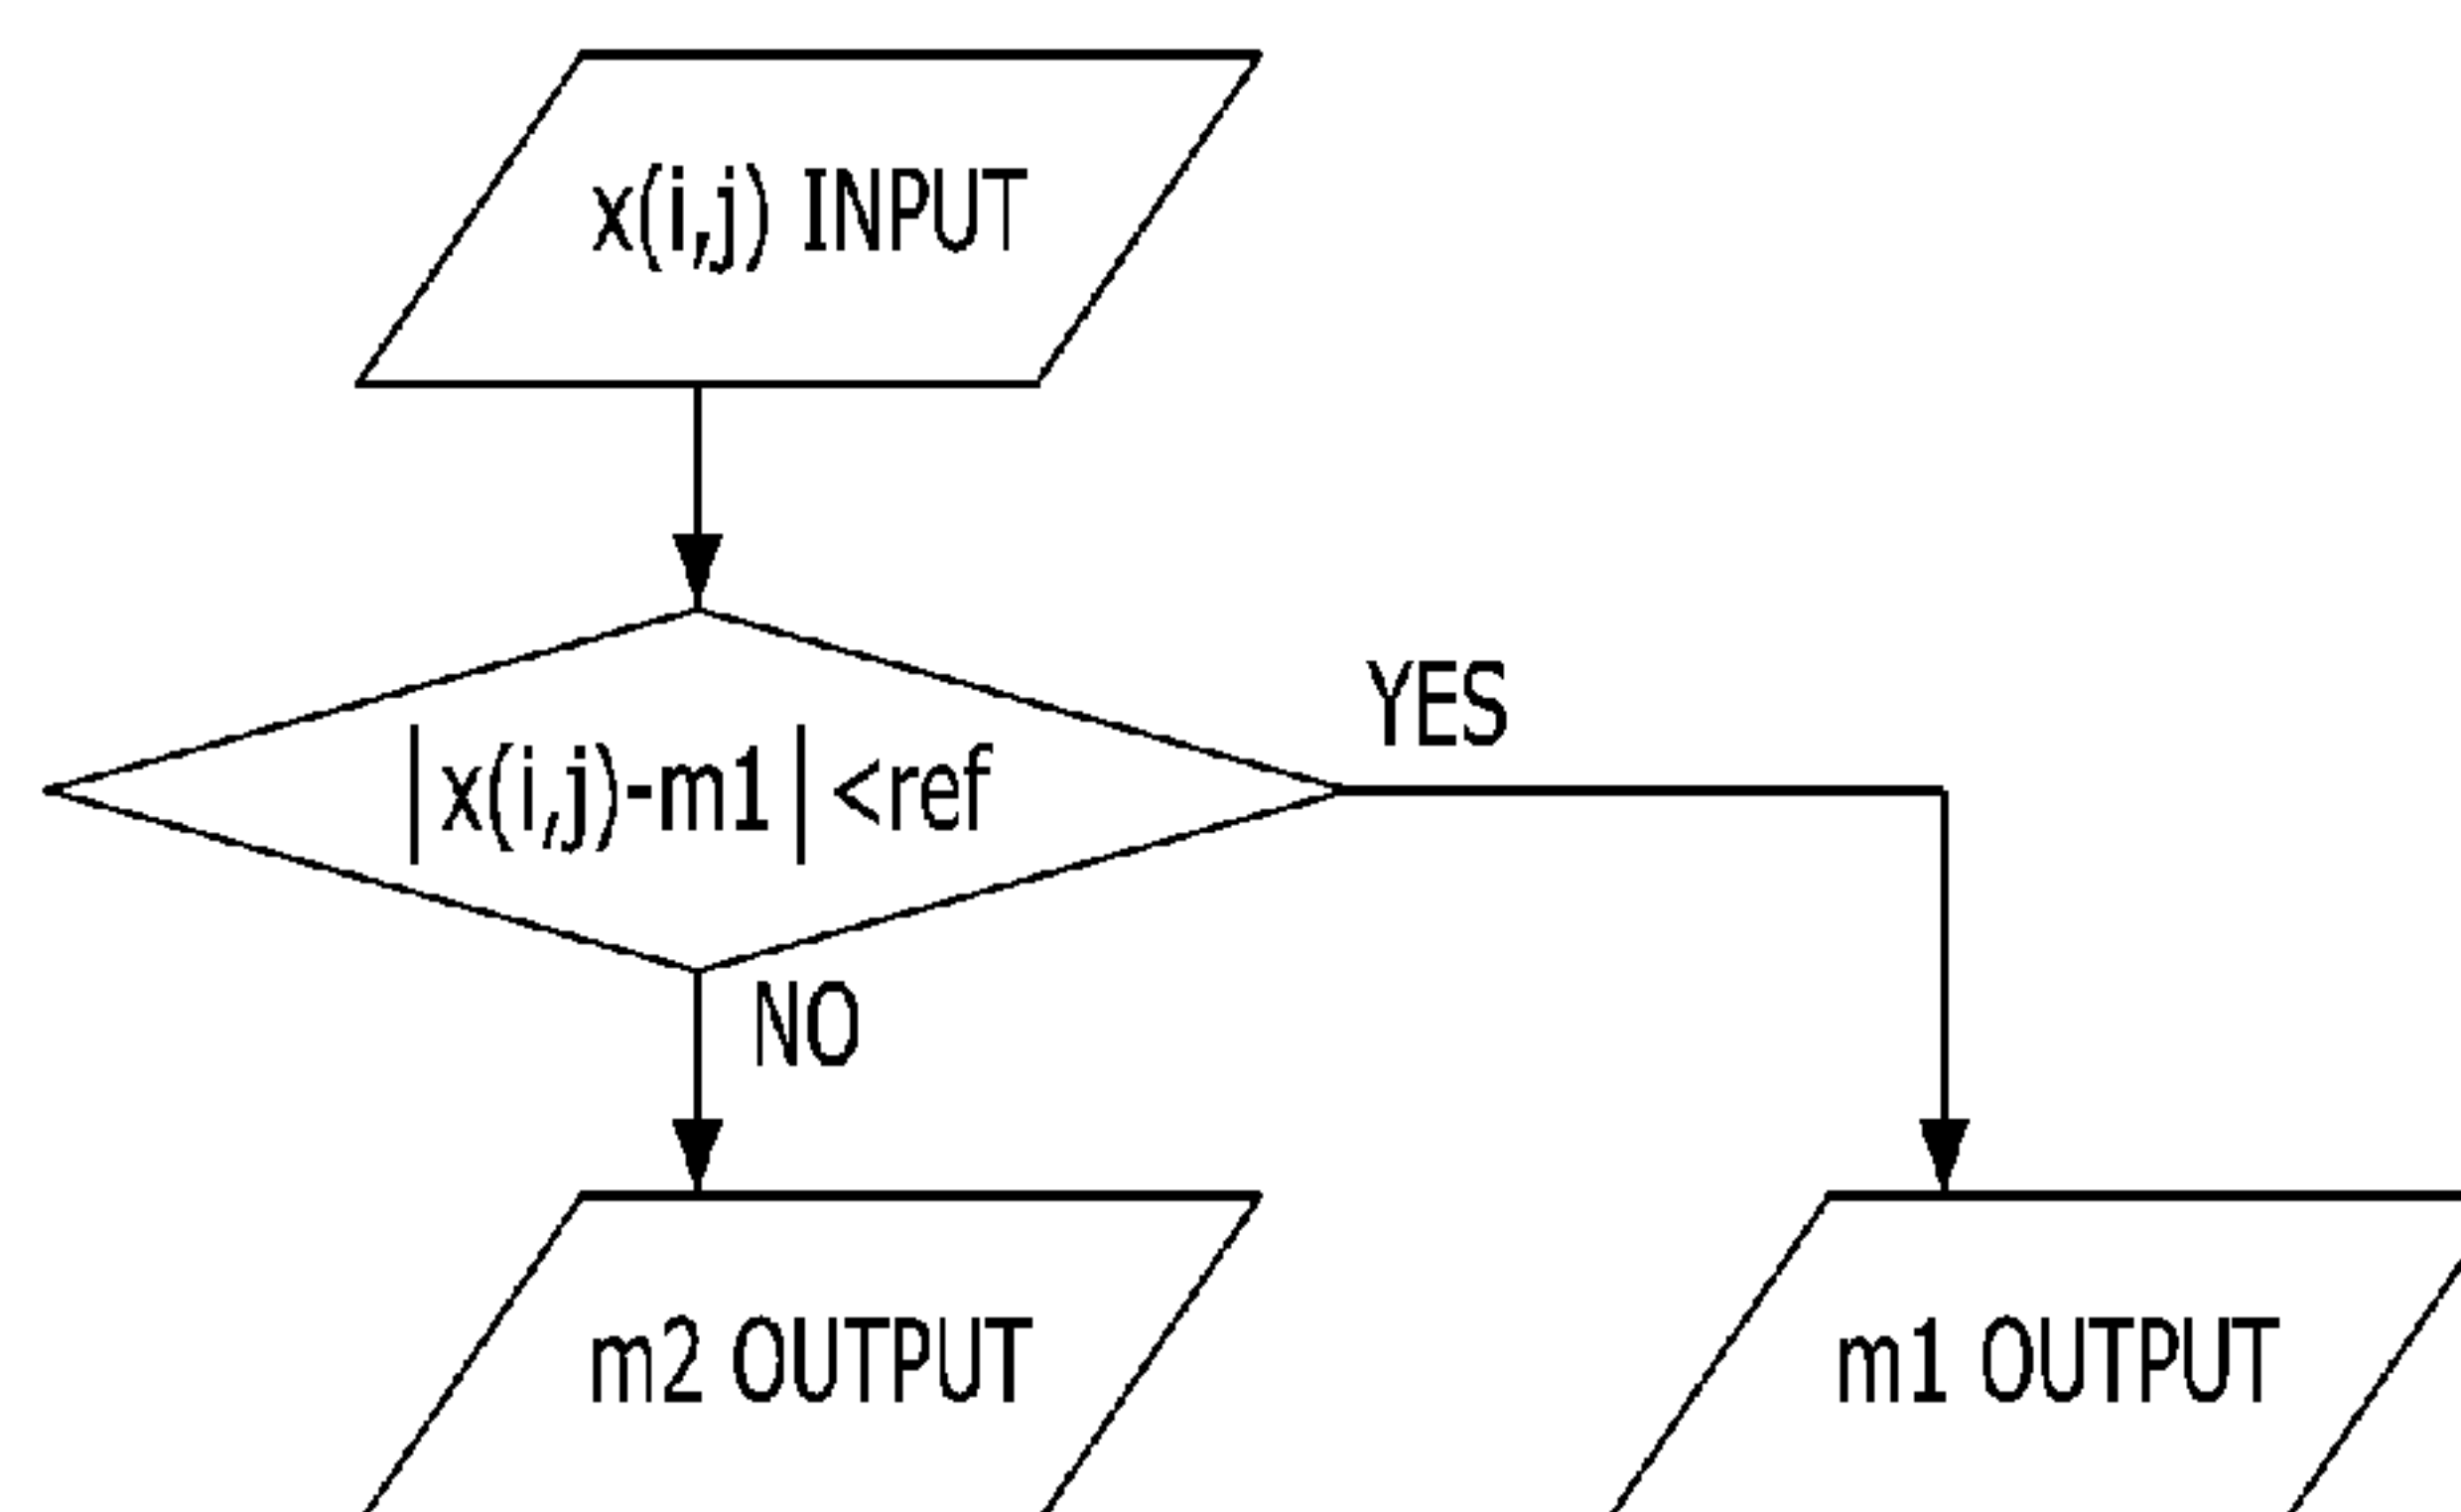 x(i,j) INPUT
|x(i,j)-m1|<ref
YES
NO
m2 OUTPUT
m1 OUTPUT